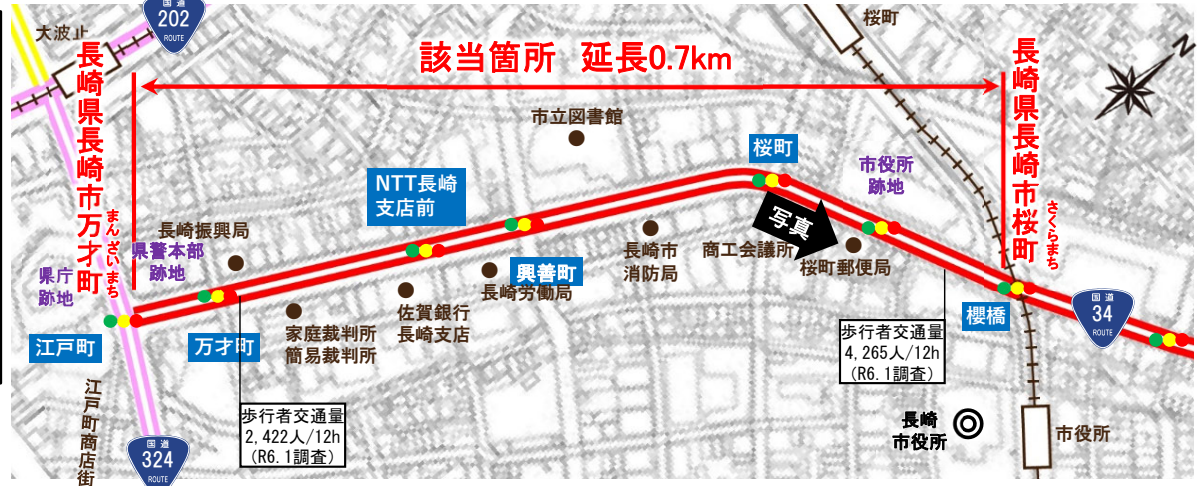 国道
202
ROUTE
大波止
桜町
該当箇所 延長0.7km
長崎県長崎市万才町
まんざいまち
長崎県長崎市桜町
さくらまち
N
市立図書館
桜町
市役所
跡地
NTT長崎
支店前
写真
長崎振興局
県警本部
跡地
県庁
跡地
長崎市
消防局
商工会議所
桜町郵便局
興善町
長崎労働局
佐賀銀行
長崎支店
家庭裁判所
簡易裁判所
江戸町
万才町
櫻橋
国道
34
ROUTE
歩行者交通量
4,265人/12h
(R6.1調査)
歩行者交通量
2,422人/12h
(R6.1調査)
江戸町商店街
国道
324
ROUTE
長崎
市役所
市役所